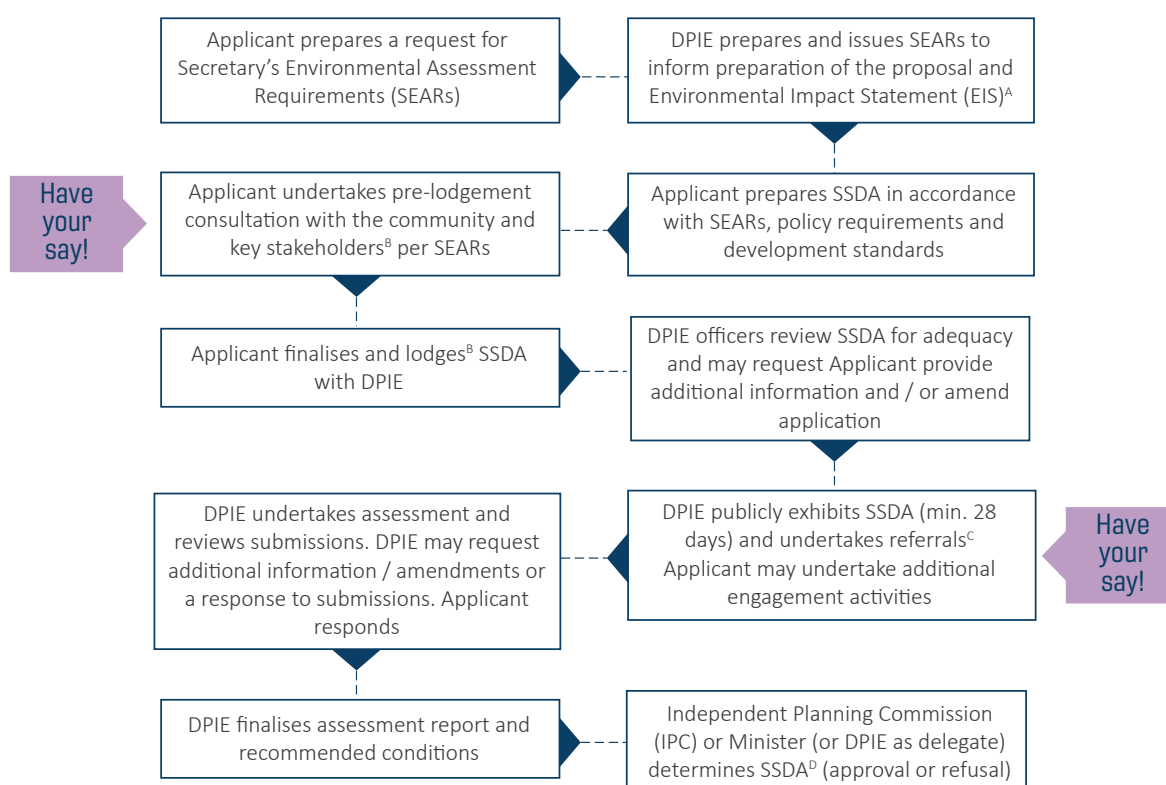 Applicant prepares a request for
Secretary’s Environmental Assessment
Requirements (SEARs)
DPIE prepares and issues SEARs to
inform preparation of the proposal and
Environmental Impact Statement (EIS)ᴬ
Applicant prepares SSDA in accordance
with SEARs, policy requirements and
development standards
Have
your
say!
Applicant undertakes pre-lodgement
consultation with the community and
key stakeholdersᴮ per SEARs
Applicant finalises and lodgesᴮ SSDA
with DPIE
DPIE officers review SSDA for adequacy
and may request Applicant provide
additional information and / or amend
application
DPIE publicly exhibits SSDA (min. 28
days) and undertakes referralsᶜ
Applicant may undertake additional
engagement activities
Have
your
say!
DPIE undertakes assessment and
reviews submissions. DPIE may request
additional information / amendments or
a response to submissions. Applicant
responds
DPIE finalises assessment report and
recommended conditions
Independent Planning Commission
(IPC) or Minister (or DPIE as delegate)
determines SSDAᴰ (approval or refusal)